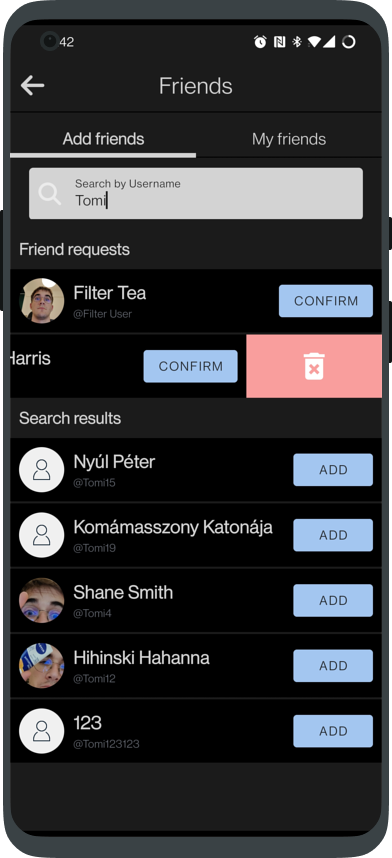 42
Friends
Add friends
My friends
Search by Username
Tomi
Friend requests
Filter Tea
CONFIRM
@Filter User
Harris
CONFIRM
Search results
Nyúl Péter
ADD
@Tomi15
Komámasszony Katonája
ADD
@Tomi19
Shane Smith
ADD
@Tomi4
Hihinski Hahanna
ADD
@Tomi12
123
ADD
@Tomi123123